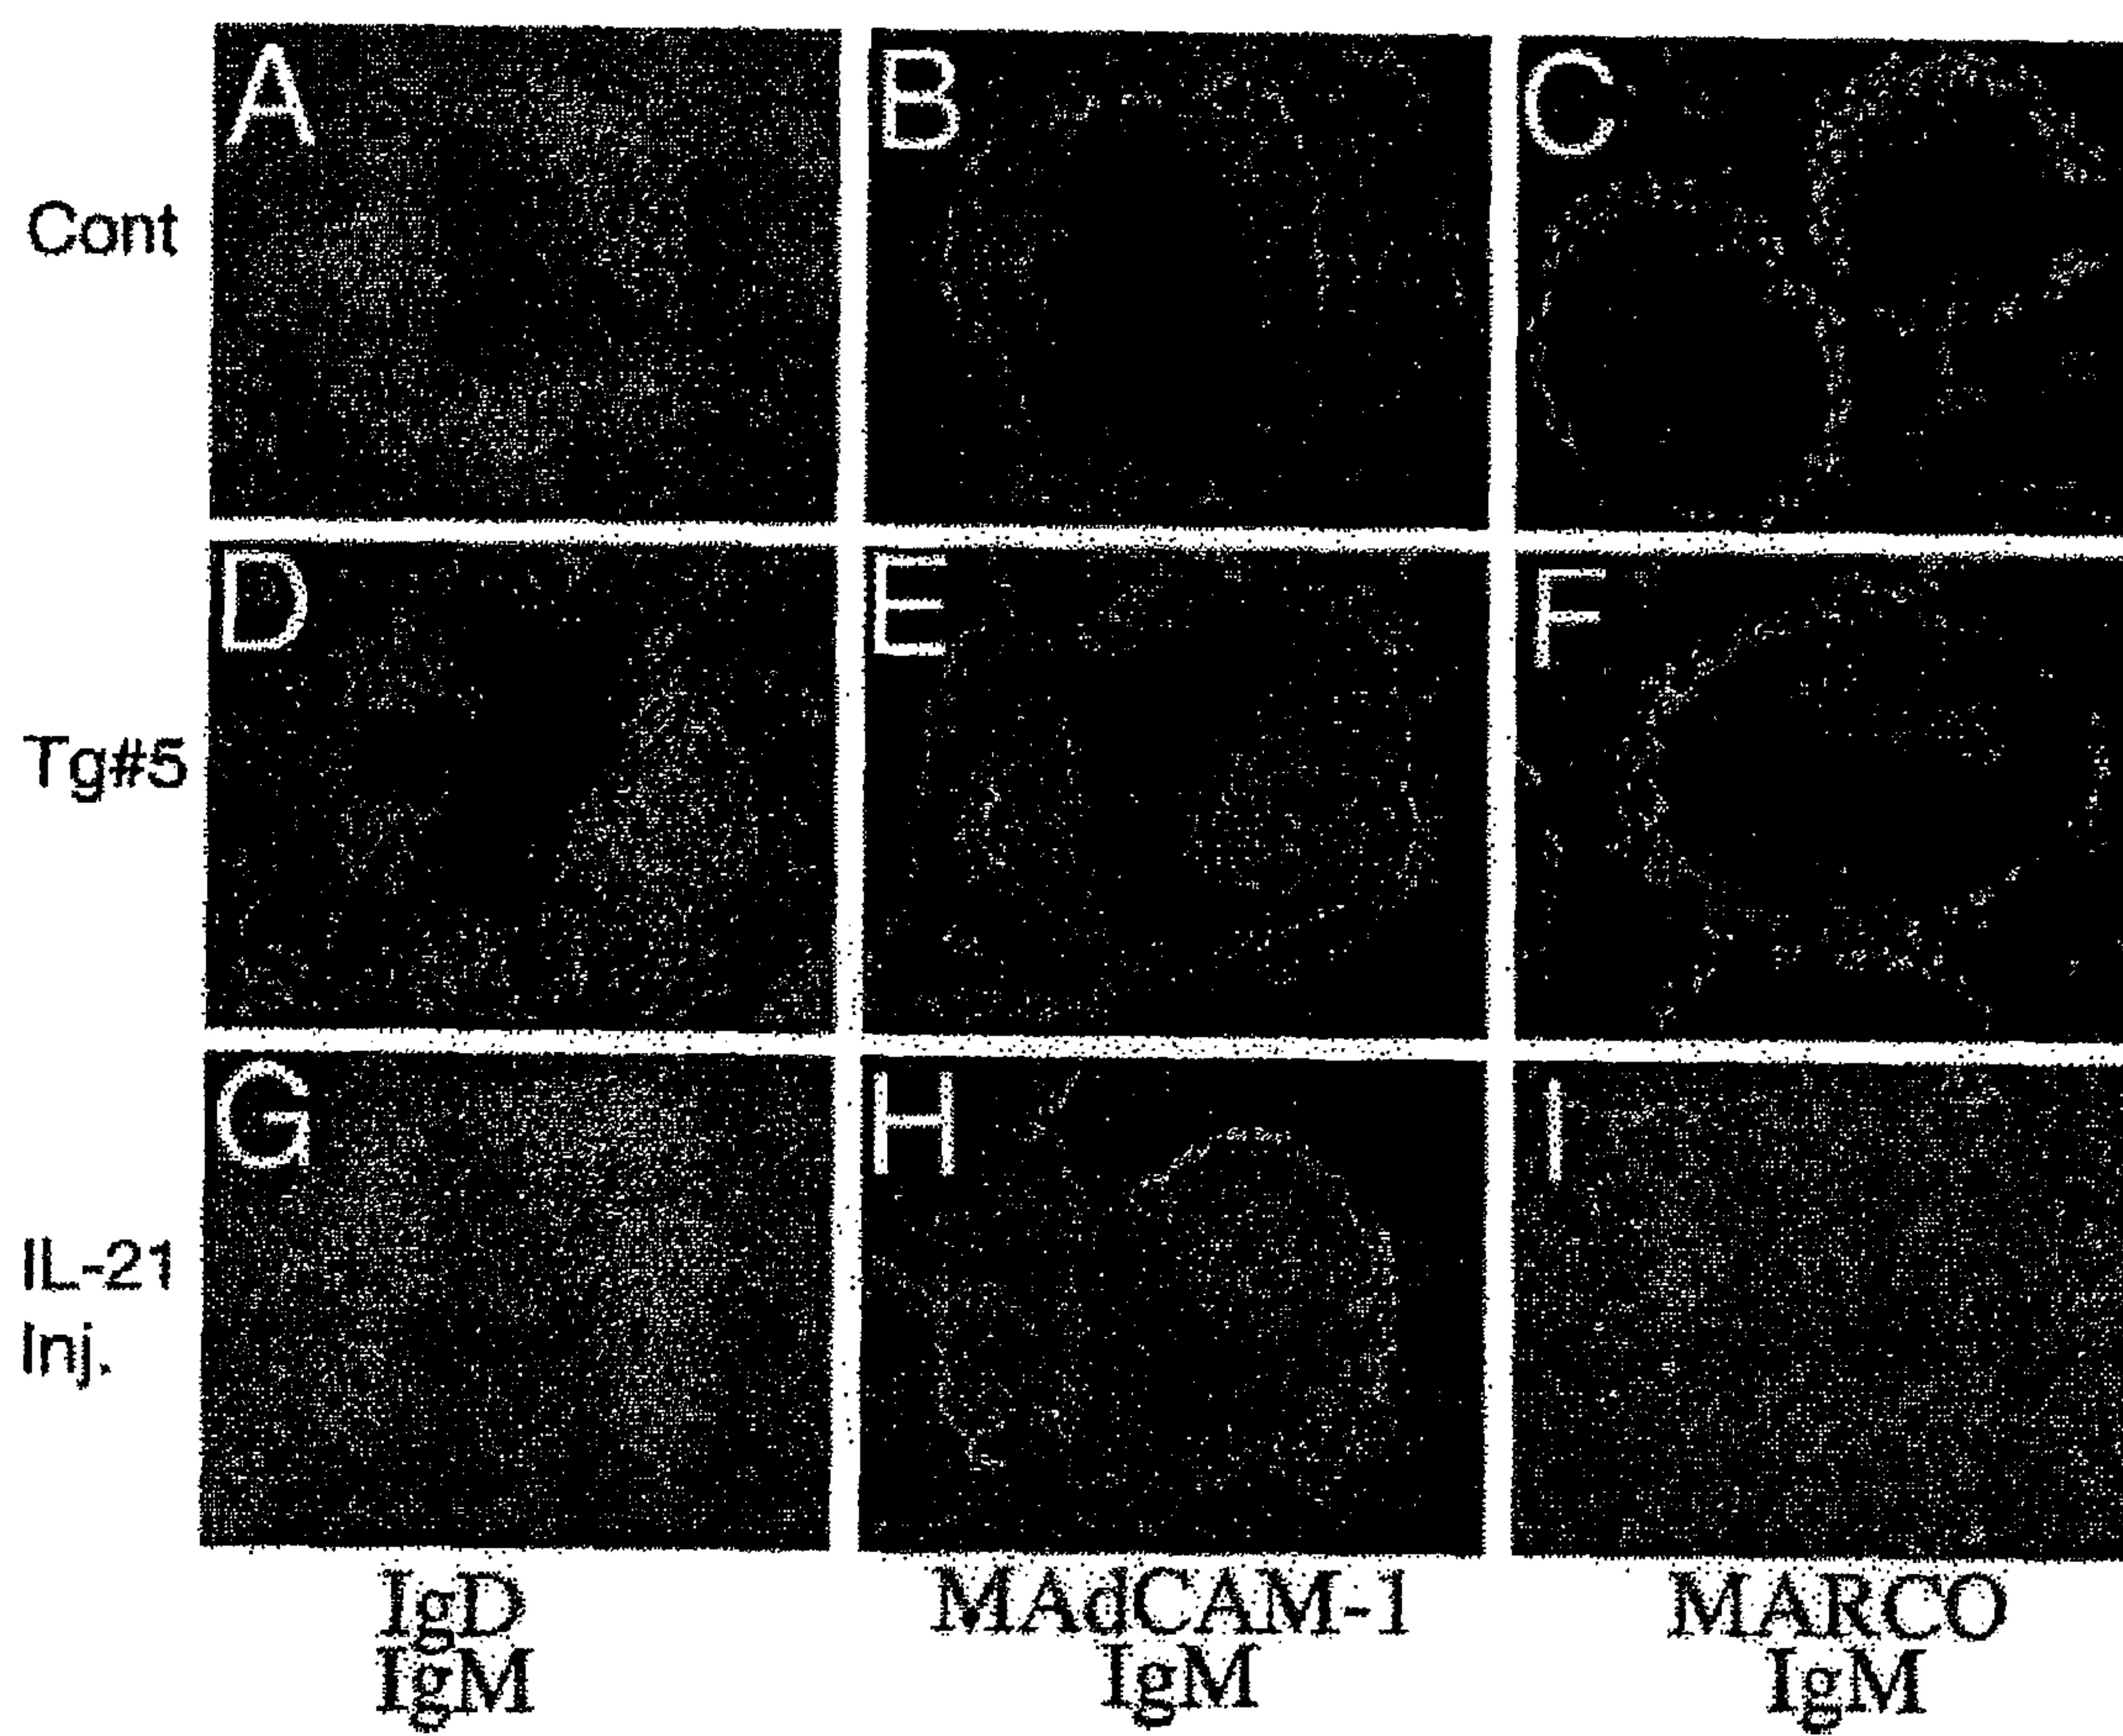 A B C
Cont
D E F
Tg#5
G H I
IL-21
Inj.
IgD MAdCAM-1 MARCO
IgM IgM IgM